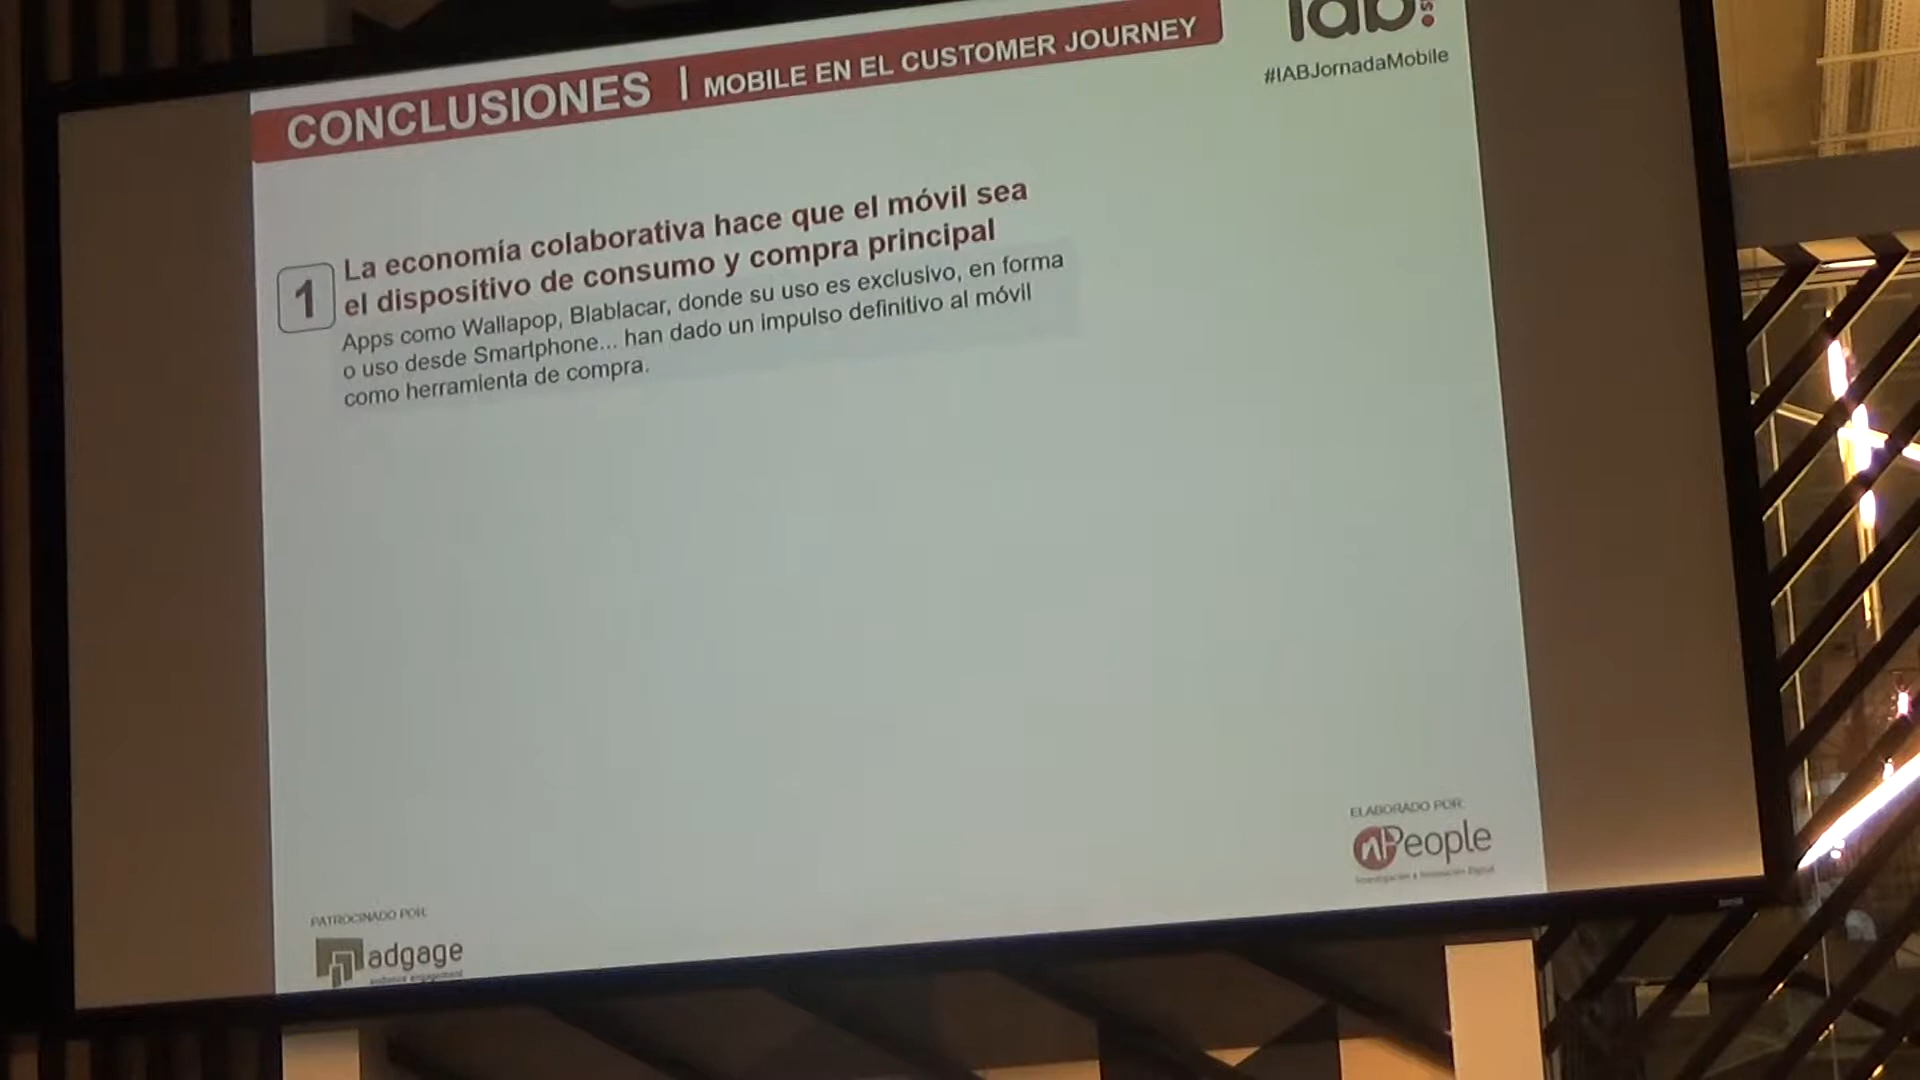 CONCLUSIONES | MOBILE EN EL CUSTOMER JOURNEY
iab
#IABJornadaMobile
1
La economía colaborativa hace que el móvil sea
el dispositivo de consumo y compra principal
Apps como Wallapop, Blablacar, donde su uso es exclusivo, en forma
o uso desde Smartphone... han dado un impulso definitivo al móvil
como herramienta de compra.
ELABORADO POR:
nPeople
PATROCINADO POR:
adgage